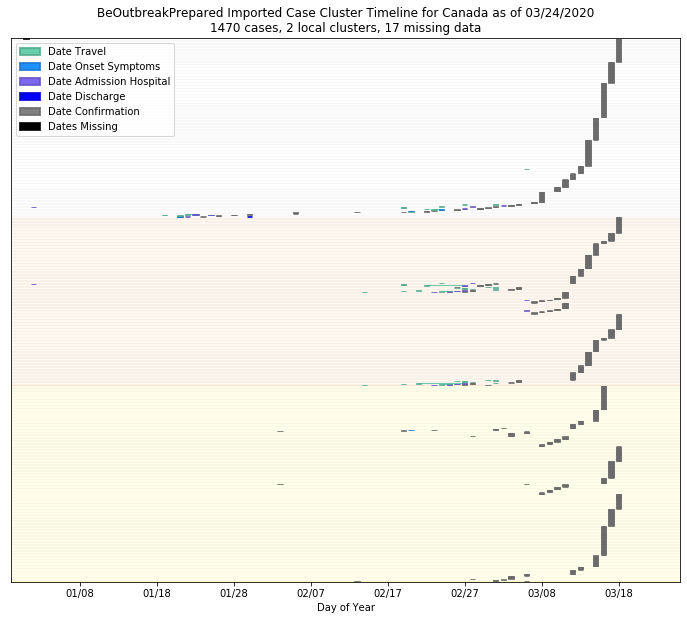 BeOutbreakPrepared Imported Case Cluster Timeline for Canada as of 03/24/2020
1470 cases, 2 local clusters, 17 missing data
Date Travel
Date Onset Symptoms
Date Admission Hospital
Date Discharge
Date Confirmation
Dates Missing
01/08 01/18 01/28 02/07 02/17 02/27 03/08 03/18
Day of Year